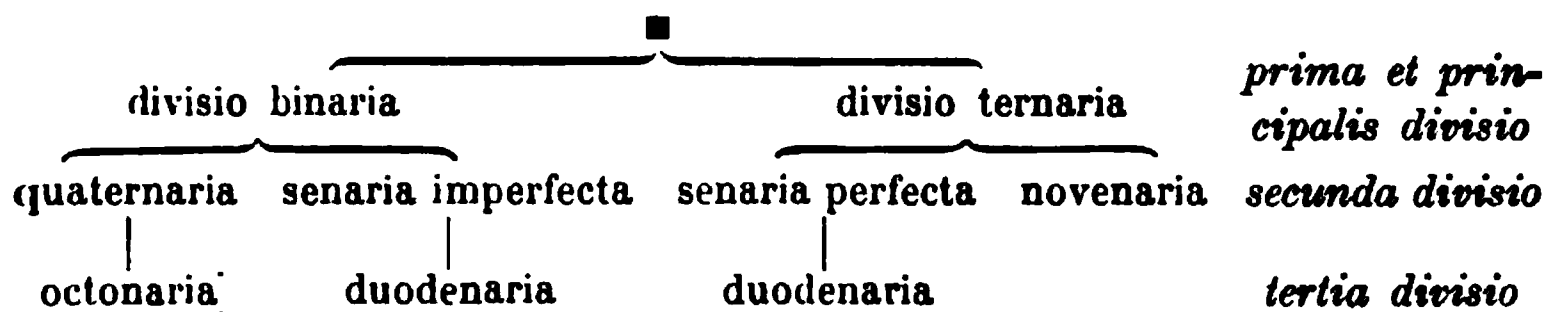 divisio binaria divisio ternaria prima et prin-
cipalis divisio
quaternaria senaria imperfecta senaria perfecta novenaria secunda divisio
octonaria duodenaria duodenaria tertia divisio